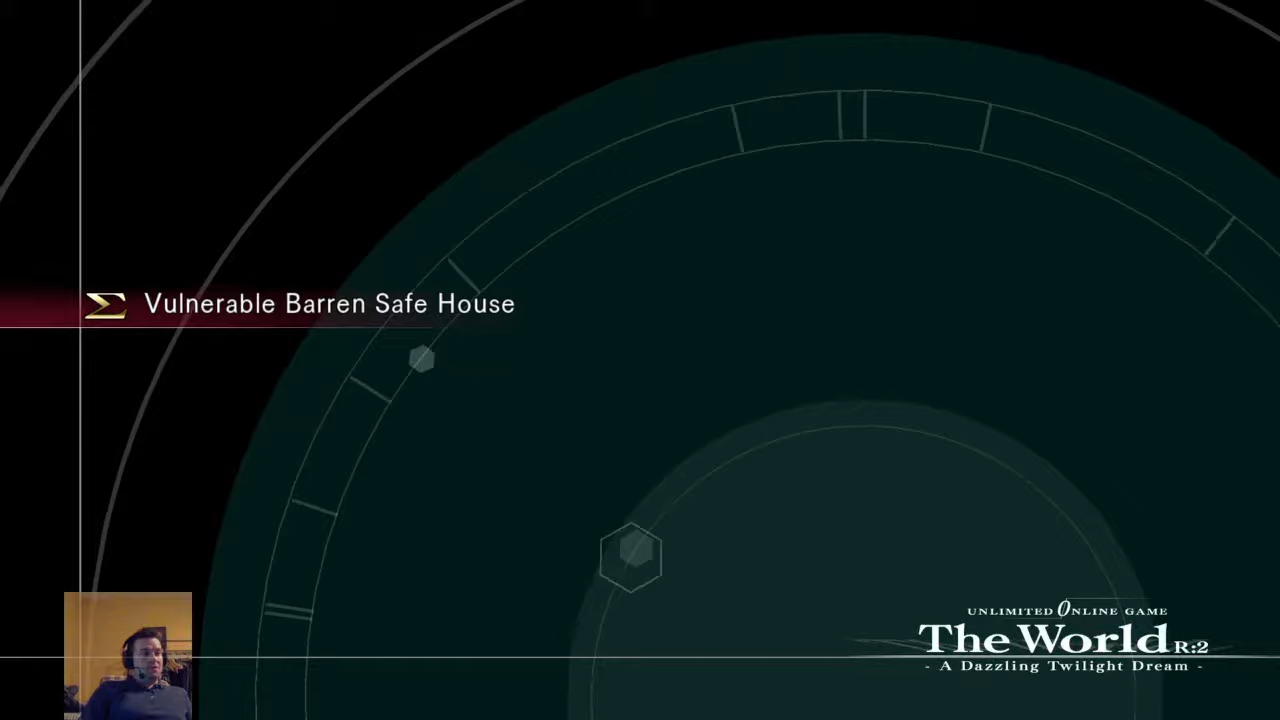 Σ Vulnerable Barren Safe House
UNLIMITED ONLINE GAME
The World R:2
- A Dazzling Twilight Dream -